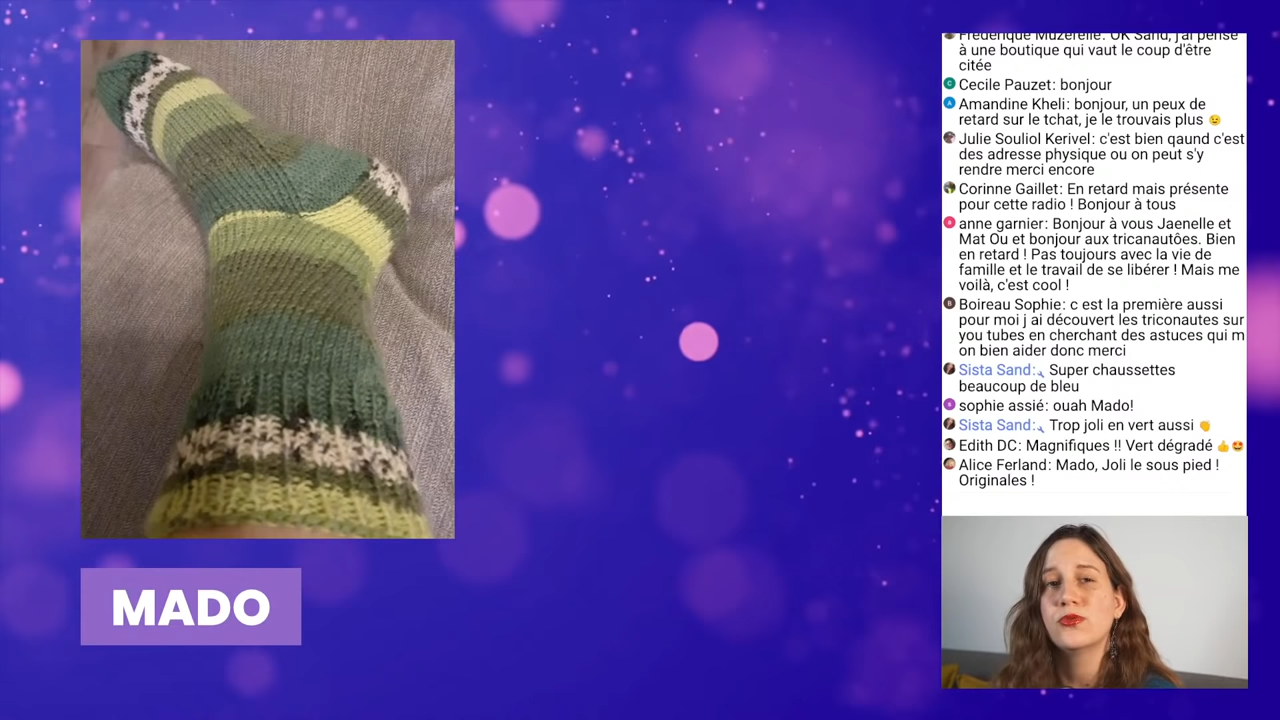 MADO
Frédérique Muzerelle: OK Sand, j'ai pensé
à une boutique qui vaut le coup d'être
citée
Cecile Pauzet: bonjour
Amandine Kheli: bonjour, un peux de
retard sur le tchat, je le trouvais plus 😉
Julie Souliol Kerivel: c'est bien qaund c'est
des adresse physique ou on peut s'y
rendre merci encore
Corinne Gaillet: En retard mais présente
pour cette radio ! Bonjour à tous
anne garnier: Bonjour à vous Jaenelle et
Mat Ou et bonjour aux tricanautôes. Bien
en retard ! Pas toujours avec la vie de
famille et le travail de se libérer ! Mais me
voilà, c'est cool !
Boireau Sophie: c est la première aussi
pour moi j ai découvert les triconautes sur
you tubes en cherchant des astuces qui m
on bien aider donc merci
Sista Sand: Super chaussettes
beaucoup de bleu
sophie assié: ouah Mado!
Sista Sand: Trop joli en vert aussi 👏
Edith DC: Magnifiques !! Vert dégradé 👍🤩
Alice Ferland: Mado, Joli le sous pied !
Originales !